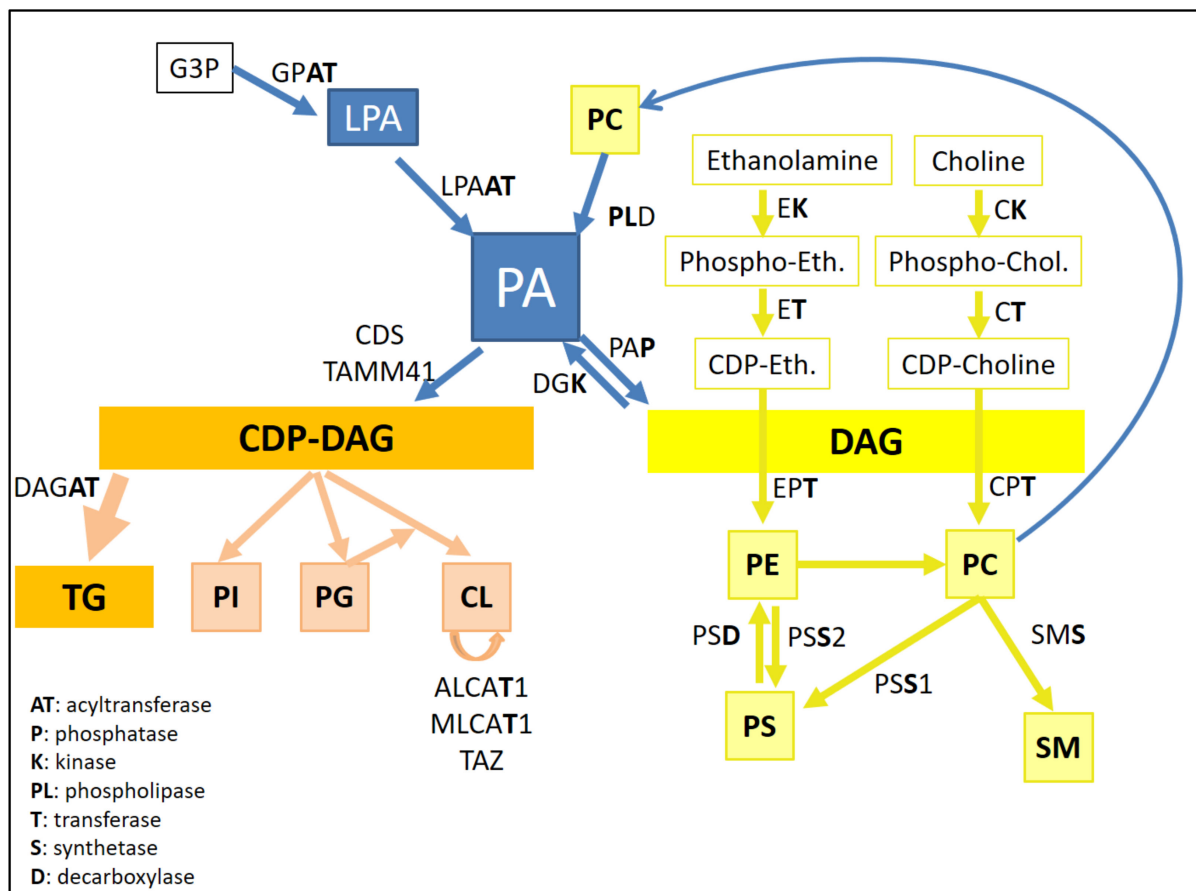 G3P
GPAT
LPA
PC
LPAAT
PLD
PA
Ethanolamine
Choline
EK
CK
Phospho-Eth.
Phospho-Chol.
ET
CT
CDP-Eth.
CDP-Choline
CDS
TAMM41
PAP
DGK
CDP-DAG
DAG
DAGAT
EPT
CPT
TG
PI
PG
CL
PE
PC
PSD
PSS2
PSS1
SMS
ALCAT1
MLCAT1
TAZ
PS
SM
AT: acyltransferase
P: phosphatase
K: kinase
PL: phospholipase
T: transferase
S: synthetase
D: decarboxylase